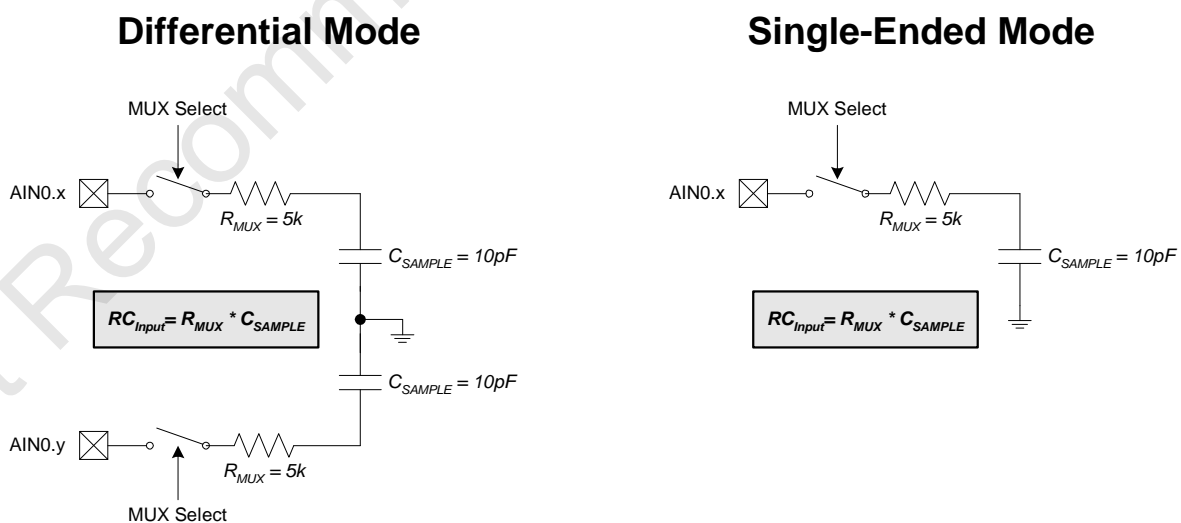 Differential Mode
MUX Select
AIN0.x
R_MUX = 5k
C_SAMPLE = 10pF
RC_Input= R_MUX * C_SAMPLE
C_SAMPLE = 10pF
AIN0.y
R_MUX = 5k
MUX Select
Single-Ended Mode
MUX Select
AIN0.x
R_MUX = 5k
C_SAMPLE = 10pF
RC_Input= R_MUX * C_SAMPLE
Recomm